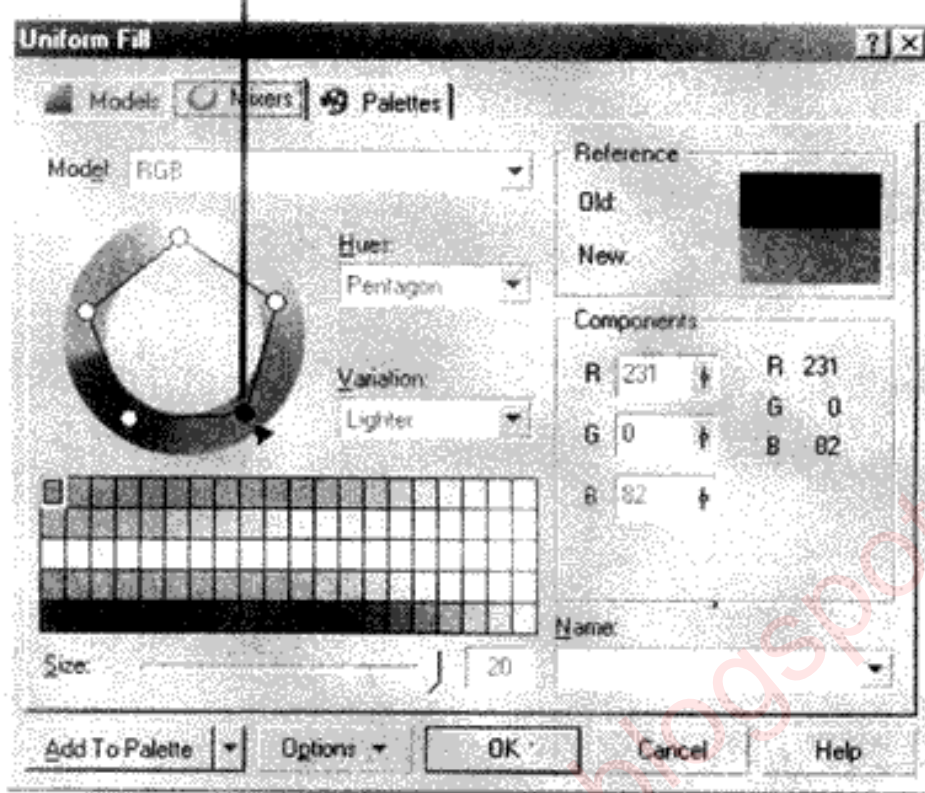 Uniform Fill
Models Mixers Palettes
Model: RGB
Hues:
Pentagon
Variation:
Lighter
Size: 20
Reference
Old:
New:
Components
R 231 R 231
G 0 G 0
B 82 B 82
Name:
Add To Palette Options OK Cancel Help
blogspot